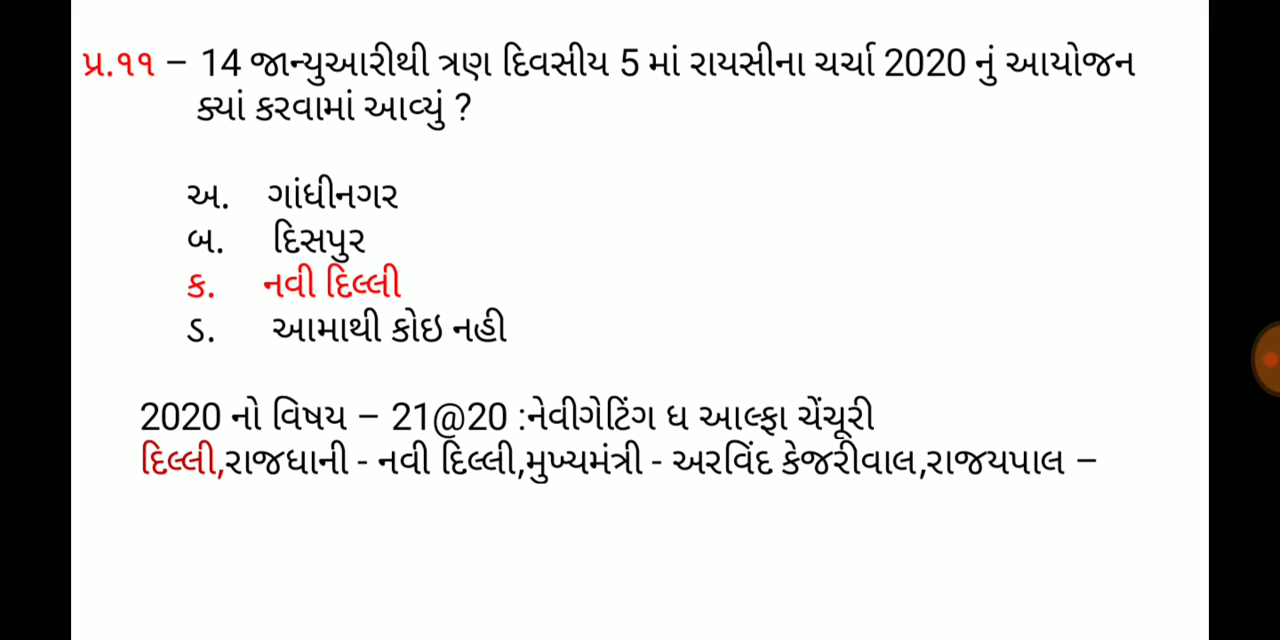 પ્ર.૧૧ – 14 જાન્યુઆરીથી ત્રણ દિવસીય 5 માં રાયસીના ચર્ચા 2020 નું આયોજન
ક્યાં કરવામાં આવ્યું ?
અ. ગાંધીનગર
બ. દિસપુર
ક. નવી દિલ્લી
ડ. આમાથી કોઇ નહી
2020 નો વિષય – 21@20 :નેવીગેટિંગ ધ આલ્ફા ચેંચૂરી
દિલ્લી,રાજધાની - નવી દિલ્લી,મુખ્યમંત્રી - અરવિંદ કેજરીવાલ,રાજયપાલ –